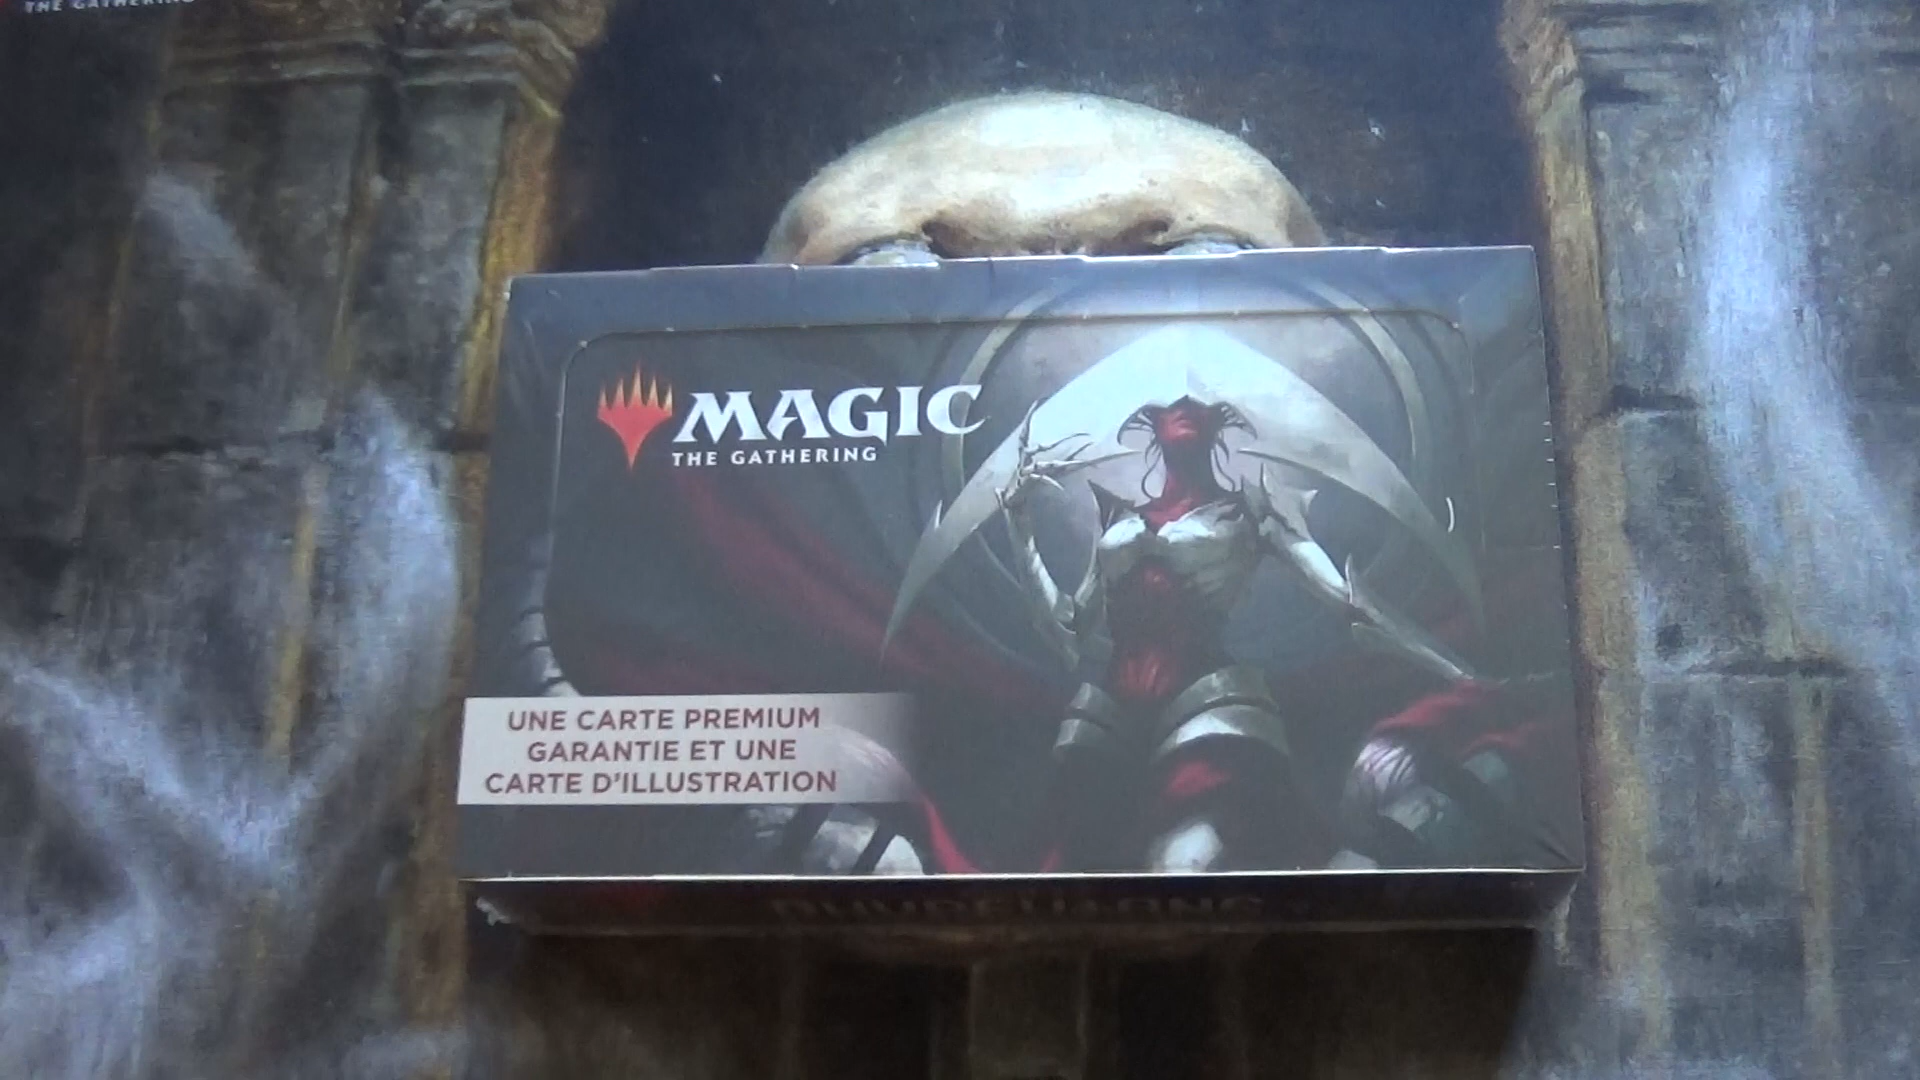 THE GATHERING
MAGIC
THE GATHERING
UNE CARTE PREMIUM
GARANTIE ET UNE
CARTE D'ILLUSTRATION